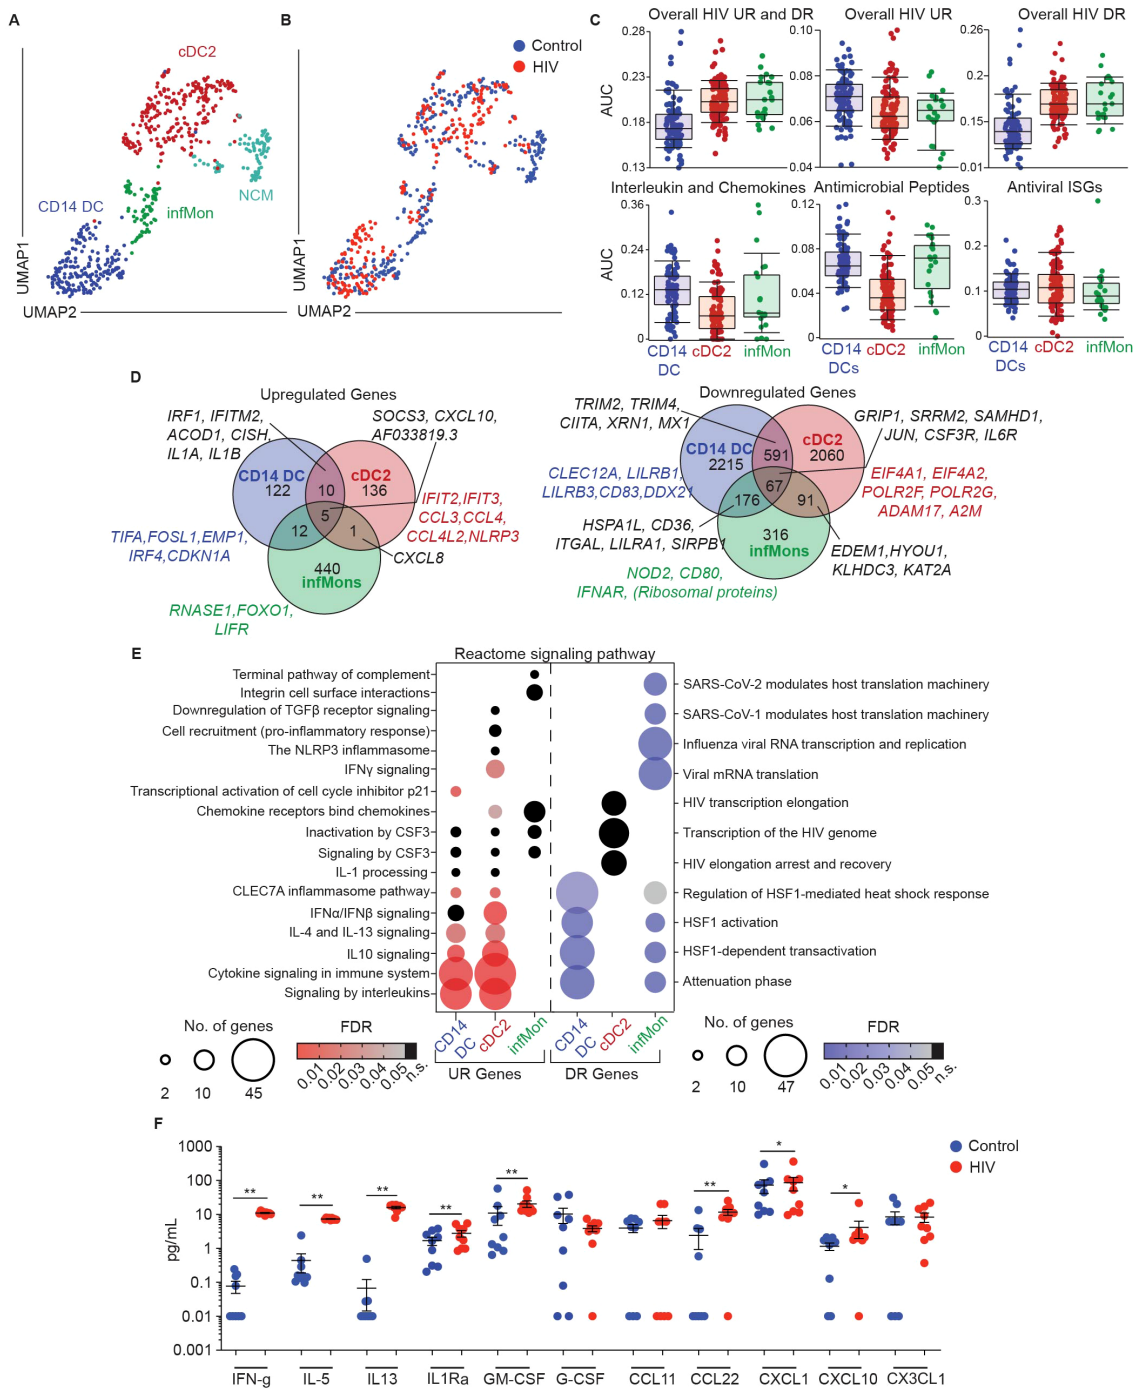 A
cDC2
NCM
CD14 DC
infMon
UMAP1
UMAP2
B
Control
HIV
UMAP1
UMAP2
C
Overall HIV UR and DR
Overall HIV UR
Overall HIV DR
AUC
0.28
0.23
0.18
0.13
0.10
0.08
0.06
0.04
0.26
0.2
0.15
0.01
Interleukin and Chemokines
Antimicrobial Peptides
Antiviral ISGs
AUC
0.36
0.24
0.12
0
0.12
0.08
0.04
0
0.3
0.2
0.1
0
CD14
DC
cDC2
infMon
CD14
DCs
cDC2
infMon
CD14
DCs
cDC2
infMon
D
Upregulated Genes
IRF1, IFITM2,
ACOD1, CISH,
IL1A, IL1B
SOCS3, CXCL10,
AF033819.3
CD14 DC
122
10
cDC2
136
5
12
1
440
infMons
IFIT2,IFIT3,
CCL3,CCL4,
CCL4L2,NLRP3
TIFA,FOSL1,EMP1,
IRF4,CDKN1A
CXCL8
RNASE1,FOXO1,
LIFR
Downregulated Genes
TRIM2, TRIM4,
CIITA, XRN1, MX1
GRIP1, SRRM2, SAMHD1,
JUN, CSF3R, IL6R
CD14 DC
2215
591
cDC2
2060
67
176
91
316
infMons
CLEC12A, LILRB1,
LILRB3,CD83,DDX21
EIF4A1, EIF4A2,
POLR2F, POLR2G,
ADAM17, A2M
HSPA1L, CD36,
ITGAL, LILRA1, SIRPB1
EDEM1,HYOU1,
KLHDC3, KAT2A
NOD2, CD80,
IFNAR, (Ribosomal proteins)
E
Reactome signaling pathway
Terminal pathway of complement
Integrin cell surface interactions
Downregulation of TGFβ receptor signaling
Cell recruitment (pro-inflammatory response)
The NLRP3 inflammasome
IFNγ signaling
Transcriptional activation of cell cycle inhibitor p21
Chemokine receptors bind chemokines
Inactivation by CSF3
Signaling by CSF3
IL-1 processing
CLEC7A inflammasome pathway
IFNα/IFNβ signaling
IL-4 and IL-13 signaling
IL10 signaling
Cytokine signaling in immune system
Signaling by interleukins
SARS-CoV-2 modulates host translation machinery
SARS-CoV-1 modulates host translation machinery
Influenza viral RNA transcription and replication
Viral mRNA translation
HIV transcription elongation
Transcription of the HIV genome
HIV elongation arrest and recovery
Regulation of HSF1-mediated heat shock response
HSF1 activation
HSF1-dependent transactivation
Attenuation phase
CD14
DC
cDC2
infMon
CD14
DC
cDC2
infMon
UR Genes
DR Genes
No. of genes
2
10
45
FDR
0.01
0.02
0.03
0.04
0.05
n.s.
No. of genes
2
10
47
FDR
0.01
0.02
0.03
0.04
0.05
n.s.
F
pg/mL
1000
100
10
1
0.1
0.01
0.001
**
**
**
**
**
**
*
*
Control
HIV
IFN-g
IL-5
IL13
IL1Ra
GM-CSF
G-CSF
CCL11
CCL22
CXCL1
CXCL10
CX3CL1